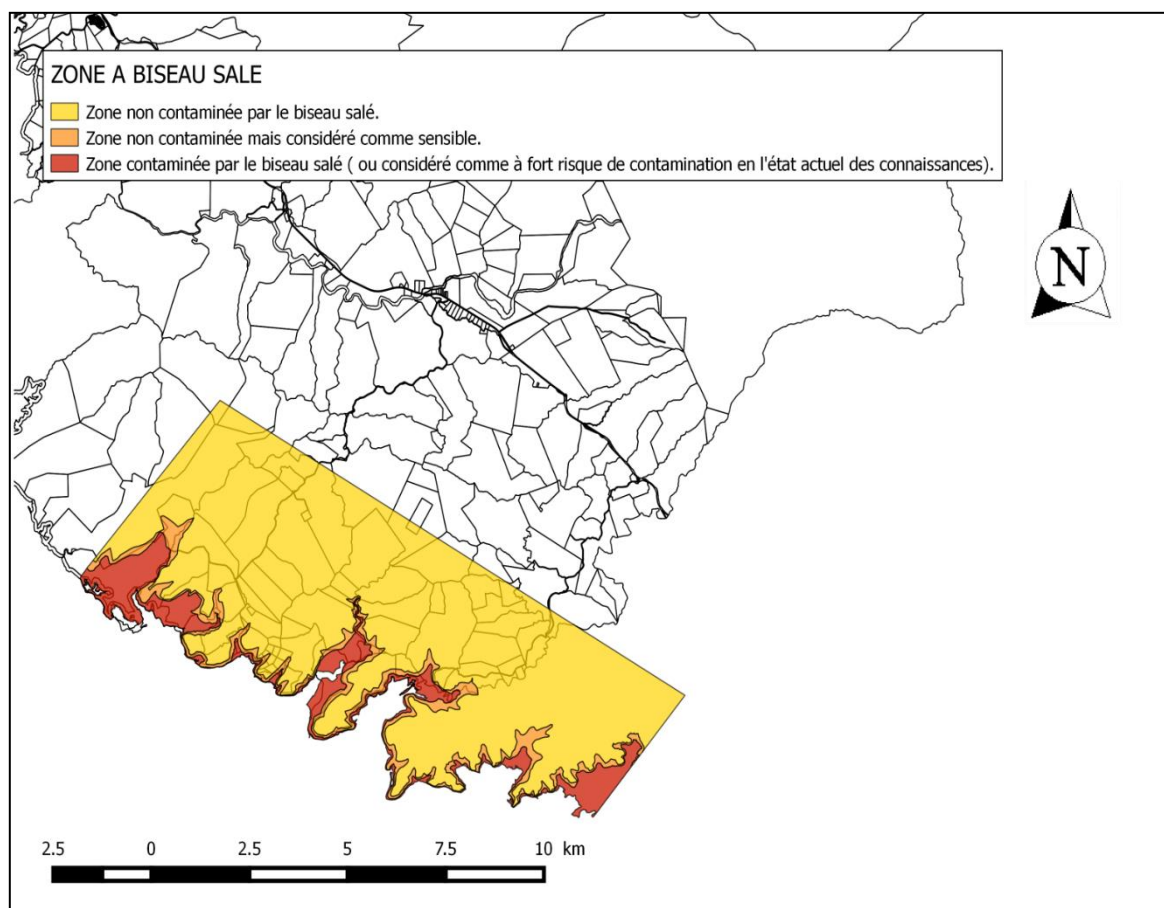 ZONE A BISEAU SALE
Zone non contaminée par le biseau salé.
Zone non contaminée mais considéré comme sensible.
Zone contaminée par le biseau salé ( ou considéré comme à fort risque de contamination en l'état actuel des connaissances).
N
2.5 0 2.5 5 7.5 10 km